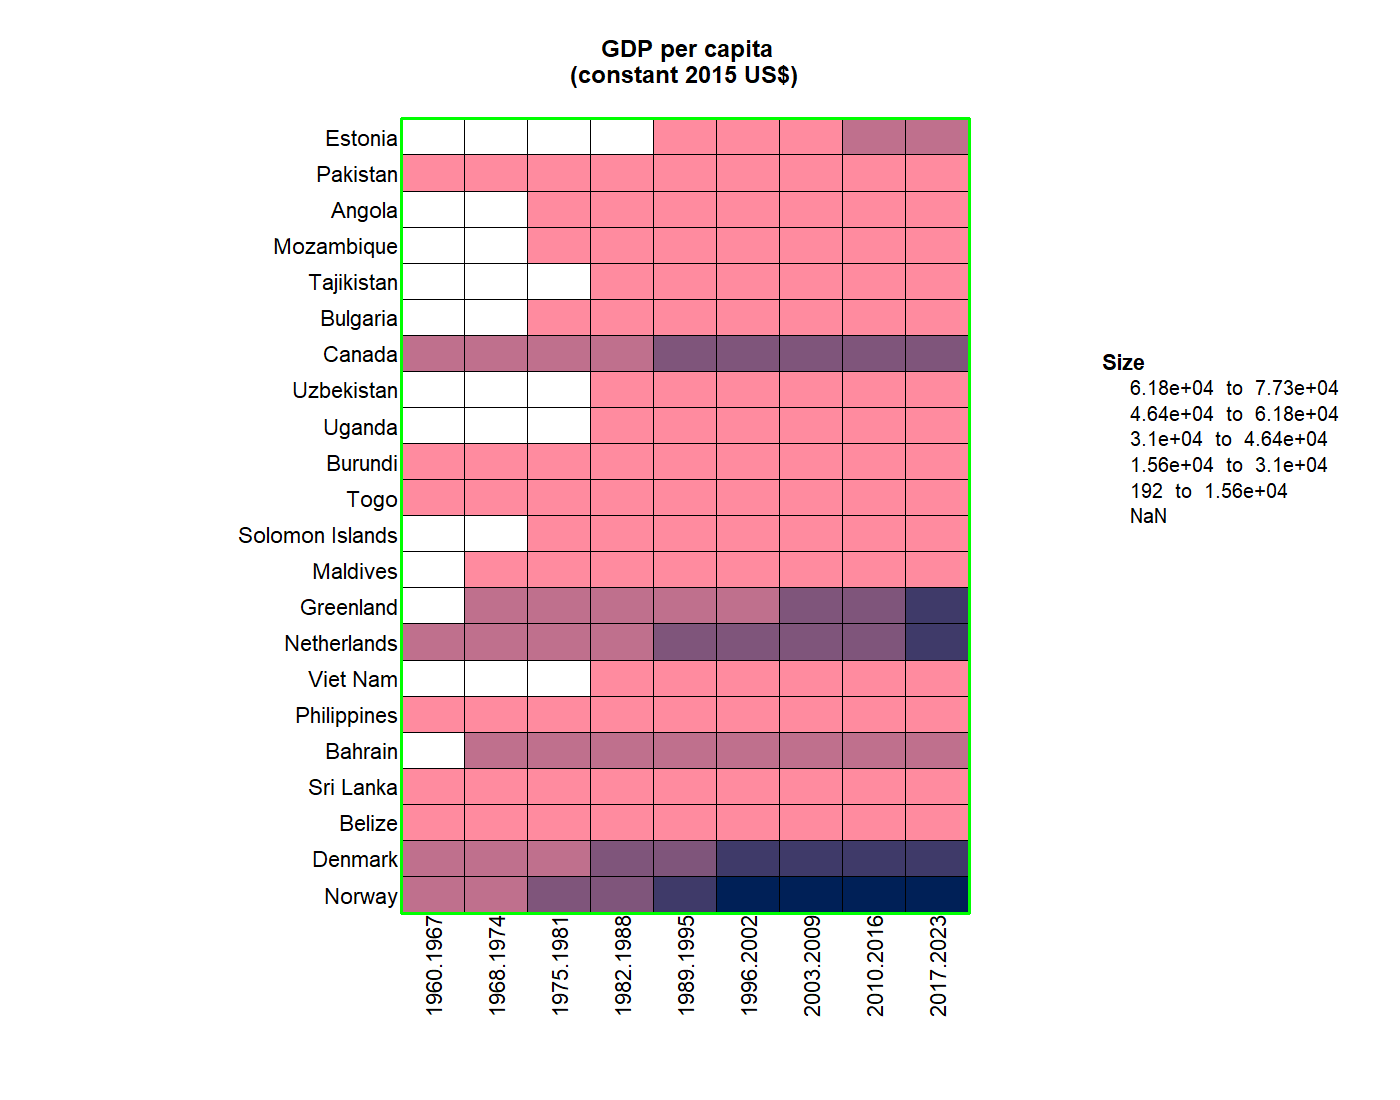 GDP per capita
(constant 2015 US$)
Estonia
Pakistan
Angola
Mozambique
Tajikistan
Bulgaria
Canada
Uzbekistan
Uganda
Burundi
Togo
Solomon Islands
Maldives
Greenland
Netherlands
Viet Nam
Philippines
Bahrain
Sri Lanka
Belize
Denmark
Norway
1960.1967
1968.1974
1975.1981
1982.1988
1989.1995
1996.2002
2003.2009
2010.2016
2017.2023
Size
6.18e+04 to 7.73e+04
4.64e+04 to 6.18e+04
3.1e+04 to 4.64e+04
1.56e+04 to 3.1e+04
192 to 1.56e+04
NaN